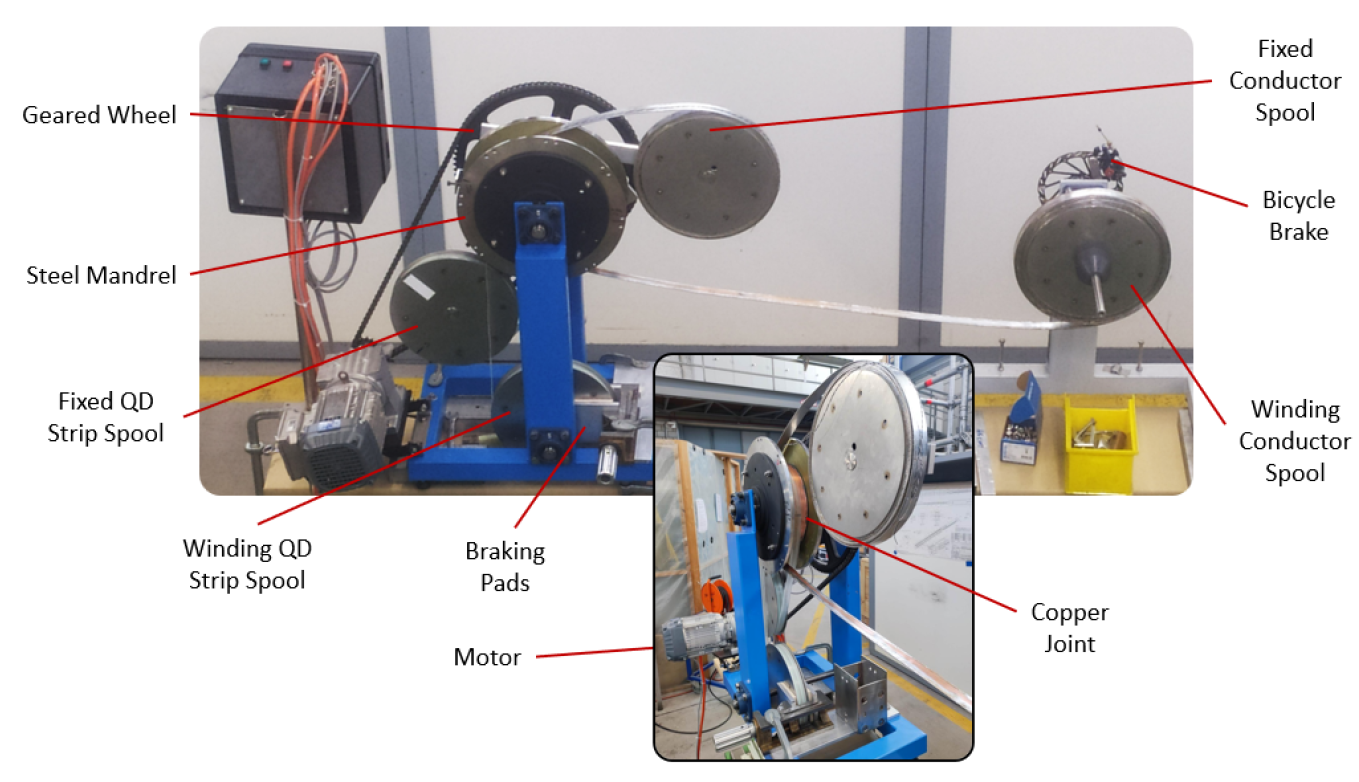 Fixed
Conductor
Spool
Geared Wheel
Bicycle
Brake
Steel Mandrel
Fixed QD
Strip Spool
Winding
Conductor
Spool
Winding QD
Strip Spool
Braking
Pads
Copper
Joint
Motor